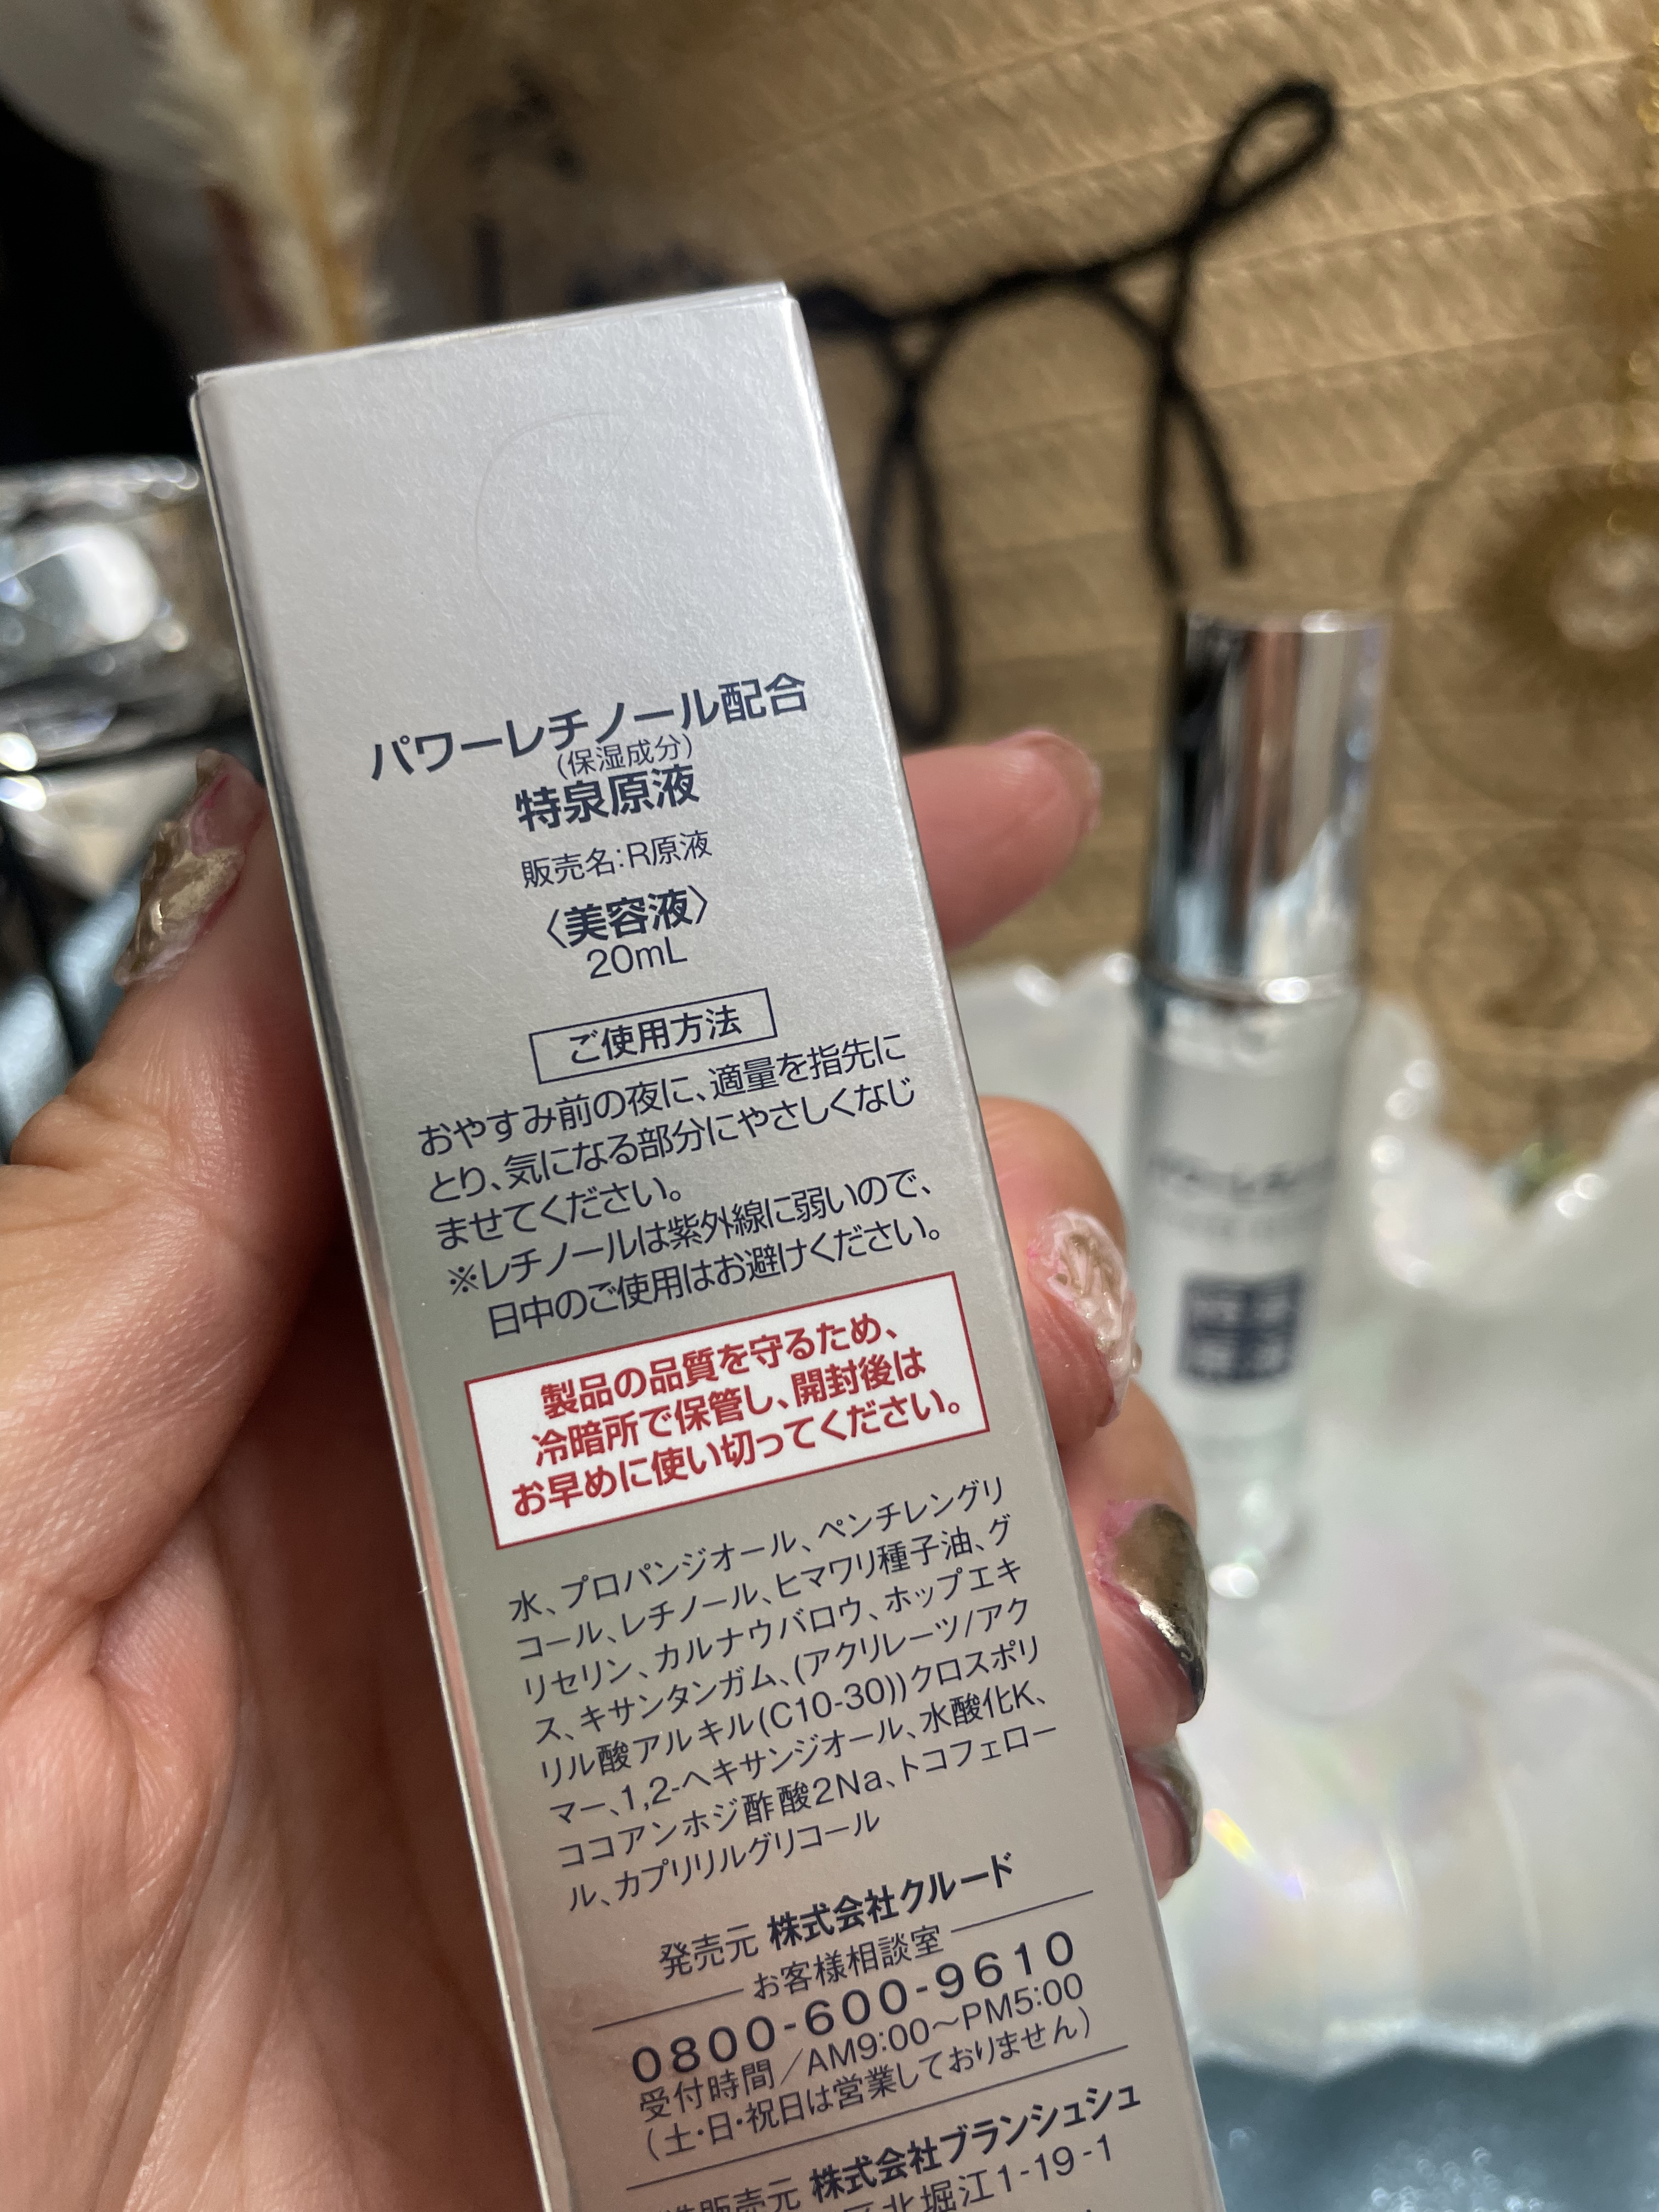 パワーレチノール配合
(保湿成分)
特泉原液
販売名:R原液
〈美容液〉
20mL
ご使用方法
おやすみ前の夜に、適量を指先に
とり、気になる部分にやさしくなじ
ませてください。
※レチノールは紫外線に弱いので、
日中のご使用はお避けください。
製品の品質を守るため、
冷暗所で保管し、開封後は
お早めに使い切ってください。
水、プロパンジオール、ペンチレングリ
コール、レチノール、ヒマワリ種子油、グ
リセリン、カルナウバロウ、ホップエキ
ス、キサンタンガム、(アクリレーツ/アク
リル酸アルキル(C10-30))クロスポリ
マー、1,2-ヘキサンジオール、水酸化K、
ココアンホジ酢酸2Na、トコフェロー
ル、カプリリルグリコール
発売元 株式会社クルード
お客様相談室
0800-600-9610
受付時間/AM9:00〜PM5:00
(土・日・祝日は営業しておりません)
販売元 株式会社ブランシュシュ
北堀江1-19-1